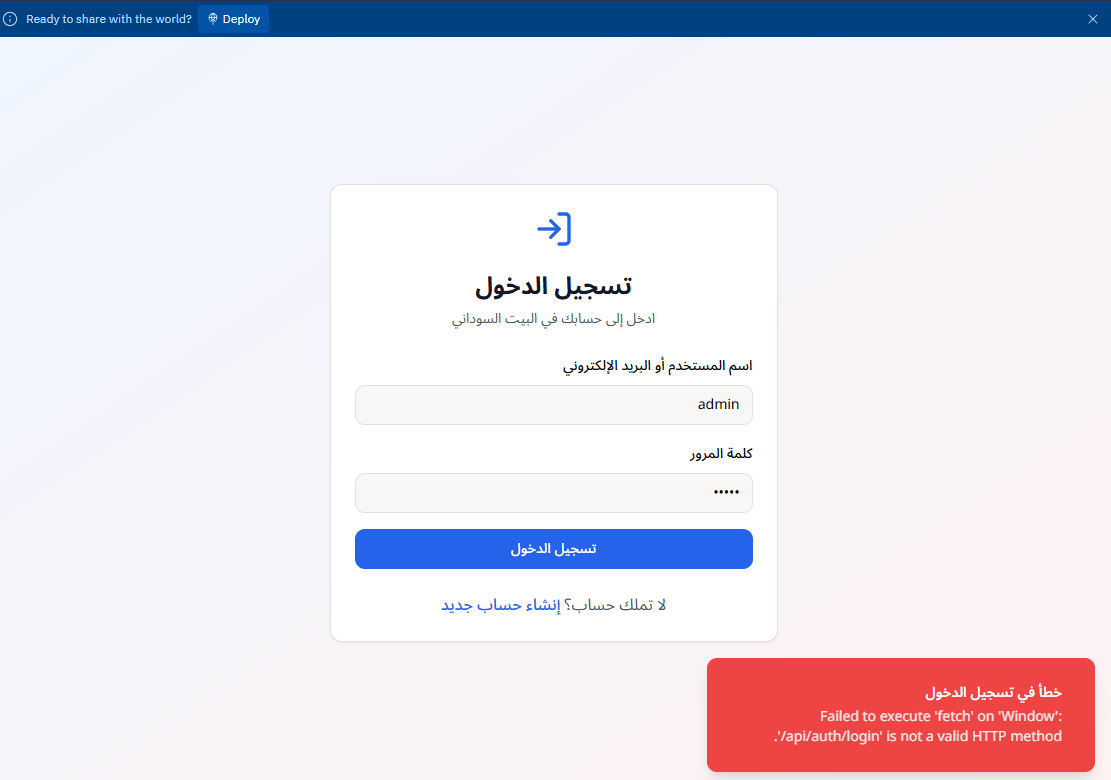 Ready to share with the world? Deploy
تسجيل الدخول
ادخل إلى حسابك في البيت السوداني
اسم المستخدم أو البريد الإلكتروني
admin
كلمة المرور
•••••
تسجيل الدخول
لا تملك حساب؟ إنشاء حساب جديد
خطأ في تسجيل الدخول
Failed to execute 'fetch' on 'Window':
'/api/auth/login' is not a valid HTTP method.